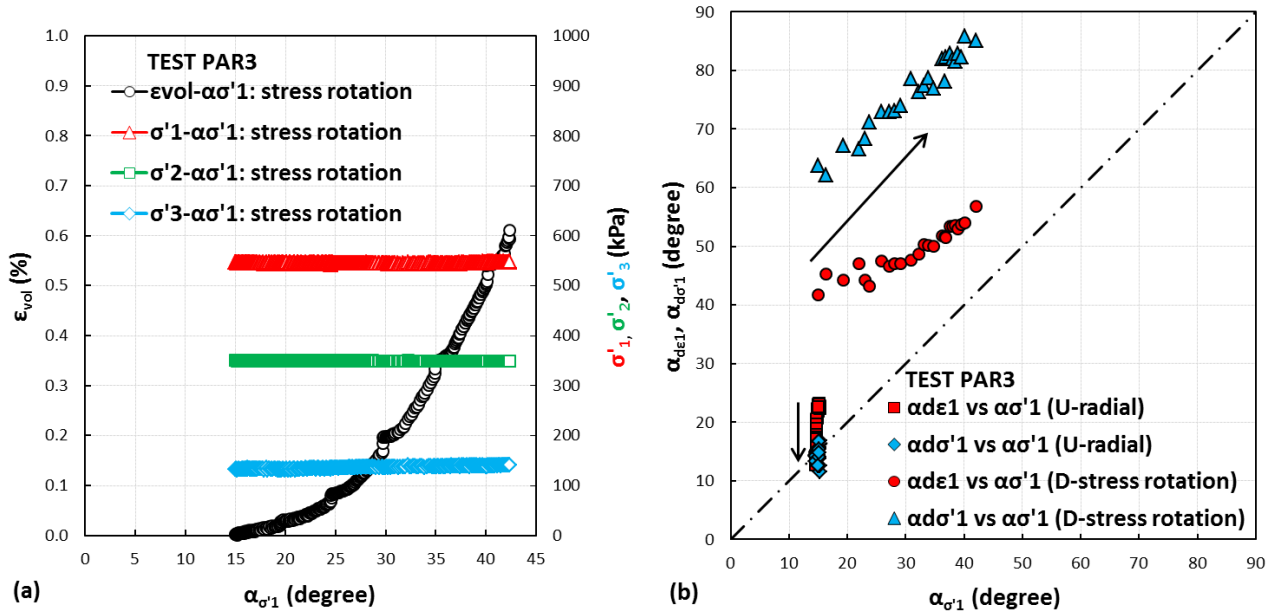 TEST PAR3
εvol-ασ'1: stress rotation
σ'1-ασ'1: stress rotation
σ'2-ασ'1: stress rotation
σ'3-ασ'1: stress rotation
1.0
0.9
0.8
0.7
0.6
0.5
0.4
0.3
0.2
0.1
0.0
εvol (%)
1000
900
800
700
600
500
400
300
200
100
0
σ'1, σ'2, σ'3 (kPa)
0 5 10 15 20 25 30 35 40 45
(a)
ασ'1 (degree)
90
80
70
60
50
40
30
20
10
0
αdε1, αdσ'1 (degree)
TEST PAR3
αdε1 vs ασ'1 (U-radial)
αdσ'1 vs ασ'1 (U-radial)
αdε1 vs ασ'1 (D-stress rotation)
αdσ'1 vs ασ'1 (D-stress rotation)
0 10 20 30 40 50 60 70 80 90
(b)
ασ'1 (degree)